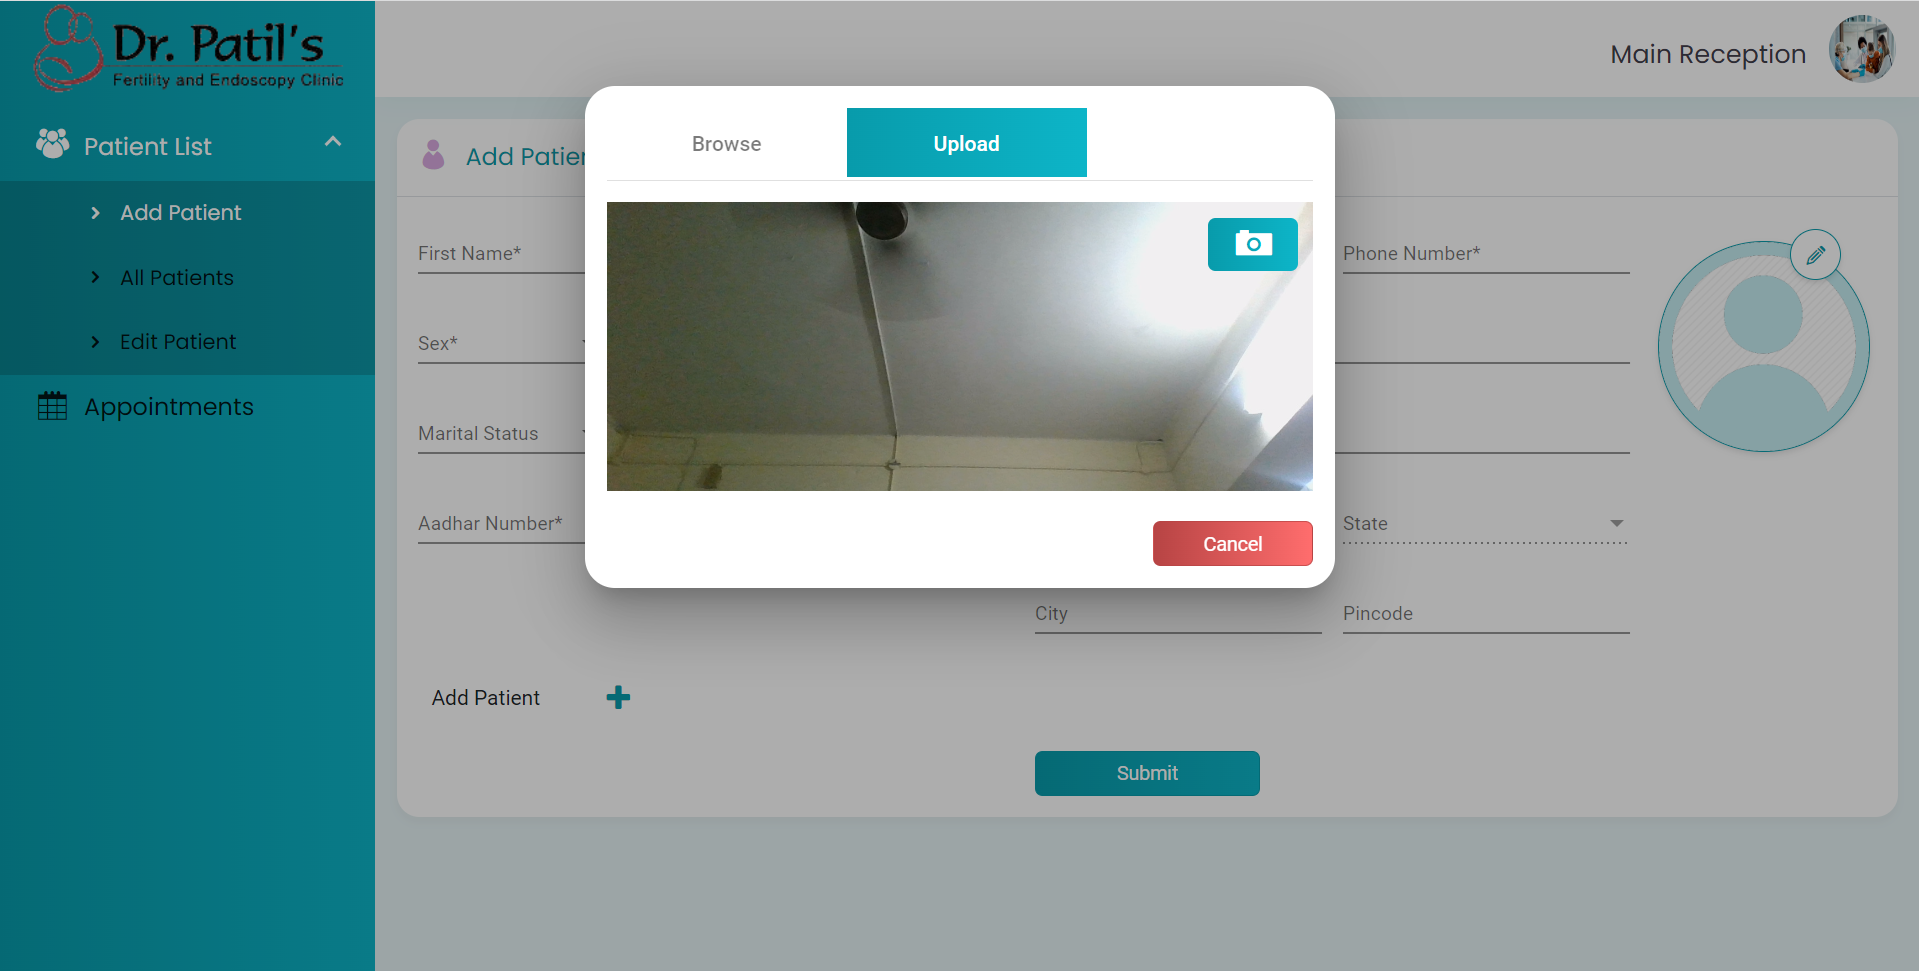 Dr. Patil's
Fertility and Endoscopy Clinic
Main Reception
Patient List
Add Patient
All Patients
Edit Patient
Appointments
Browse
Upload
Add Patien
First Name*
Phone Number*
Sex*
Marital Status
Aadhar Number*
State
Cancel
City
Pincode
Add Patient
Submit